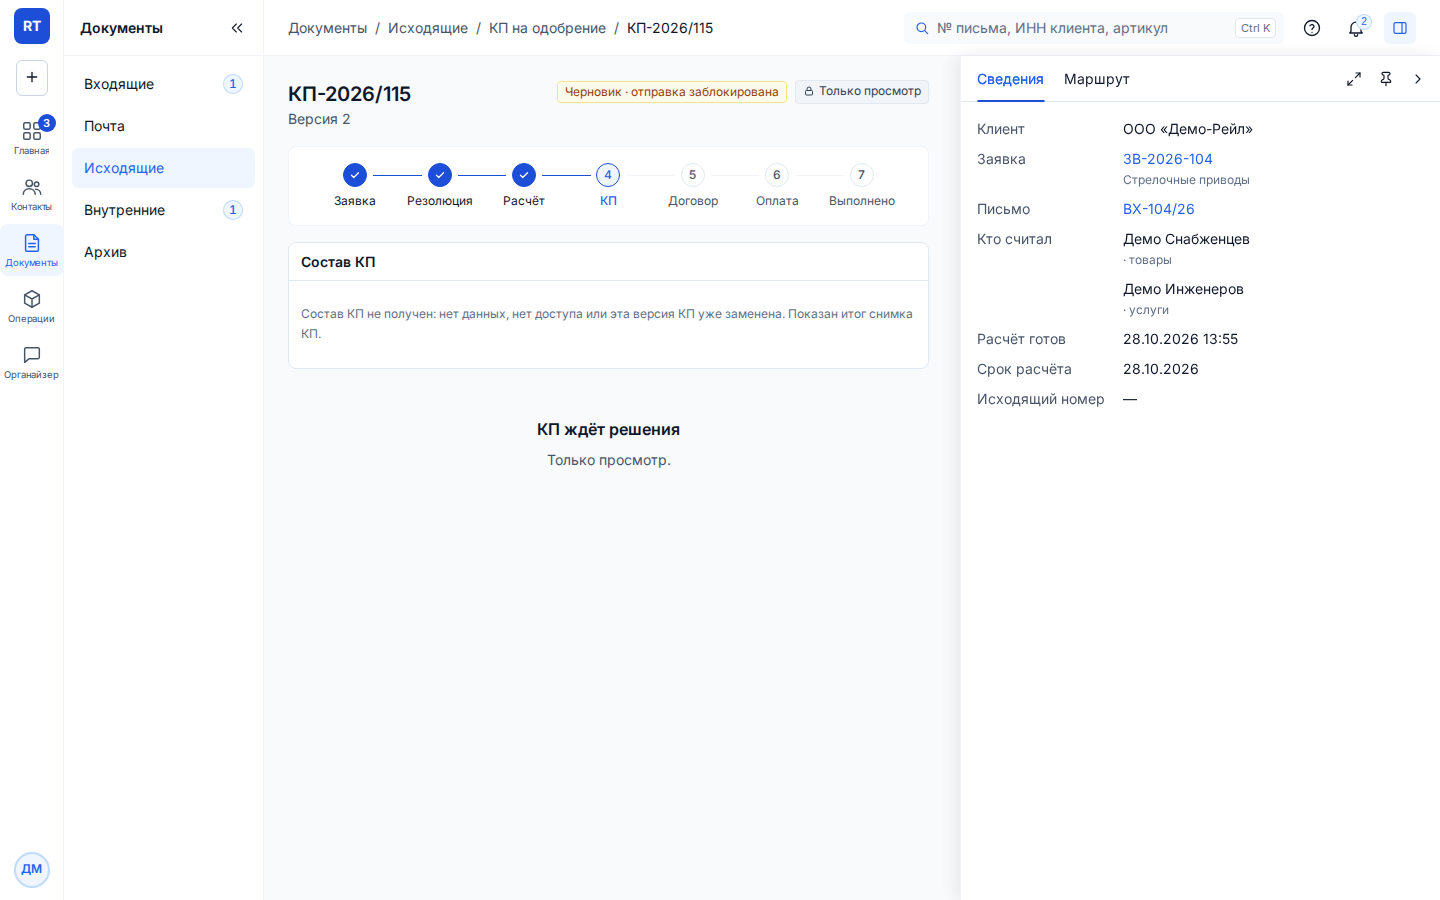 RT
3
Главная
Контакты
Документы
Операции
Органайзер
ДМ
Документы
Входящие 1
Почта
Исходящие
Внутренние 1
Архив
Документы / Исходящие / КП на одобрение / КП-2026/115
№ письма, ИНН клиента, артикул Ctrl K
2
КП-2026/115
Черновик · отправка заблокирована
Только просмотр
Версия 2
4 5 6 7
Заявка Резолюция Расчёт КП Договор Оплата Выполнено
Состав КП
Состав КП не получен: нет данных, нет доступа или эта версия КП уже заменена. Показан итог снимка
КП.
КП ждёт решения
Только просмотр.
Сведения Маршрут
Клиент ООО «Демо-Рейл»
Заявка ЗВ-2026-104
Стрелочные приводы
Письмо ВХ-104/26
Кто считал Демо Снабженцев
· товары
Демо Инженеров
· услуги
Расчёт готов 28.10.2026 13:55
Срок расчёта 28.10.2026
Исходящий номер —